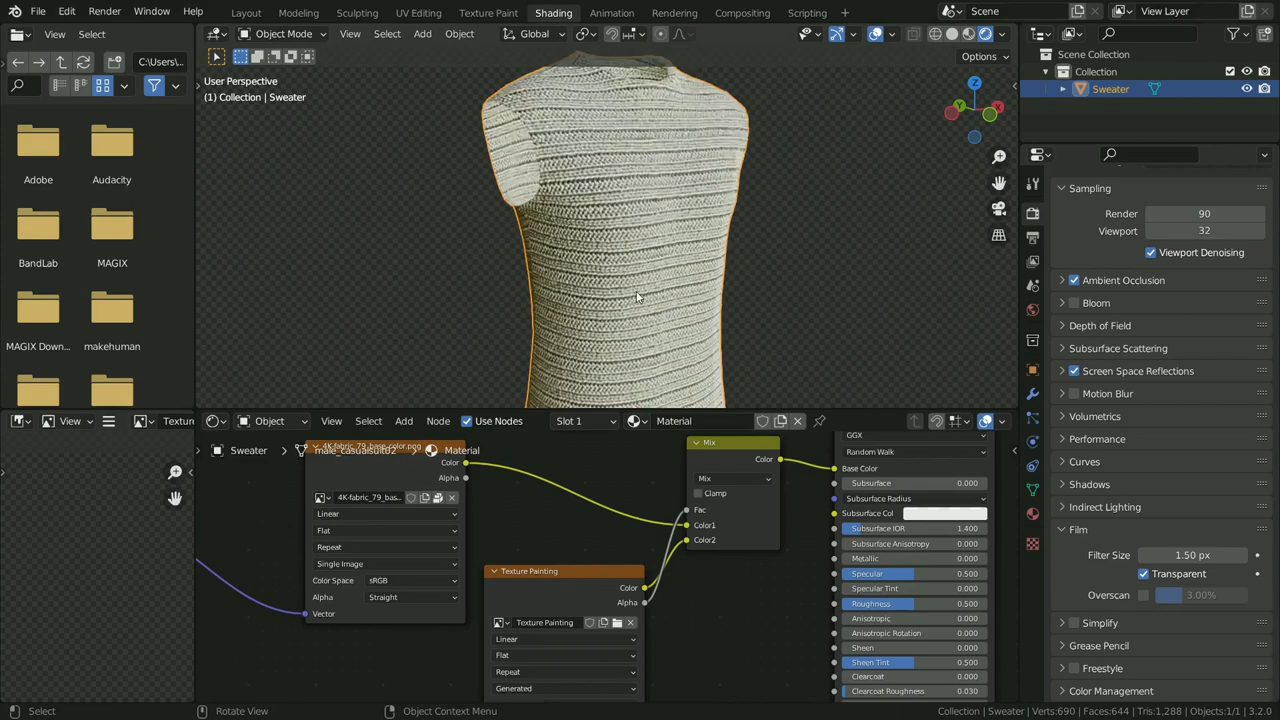 File Edit Render Window Help
Layout Modeling Sculpting UV Editing Texture Paint Shading Animation Rendering Compositing Scripting
Scene
View Layer
View Select
Object Mode
View Select Add Object
Global
C:\Users\...
Options
User Perspective
(1) Collection | Sweater
Adobe
Audacity
BandLab
MAGIX
MAGIX Down...
makehuman
Scene Collection
Collection
Sweater
Sampling
Render 90
Viewport 32
Viewport Denoising
Ambient Occlusion
Bloom
Depth of Field
Subsurface Scattering
Screen Space Reflections
Motion Blur
Volumetrics
Performance
Curves
Shadows
Indirect Lighting
Film
Filter Size 1.50 px
Transparent
Overscan 3.00%
Simplify
Grease Pencil
Freestyle
Color Management
View
Textur
Object
View Select Add Node
Use Nodes
Slot 1
Material
Sweater
male_casualsuit02
Material
4K-fabric_79_base-color.png
Color
Alpha
4K-fabric_79_bas...
Linear
Flat
Repeat
Single Image
Color Space sRGB
Alpha Straight
Vector
Texture Painting
Color
Alpha
Texture Painting
Linear
Flat
Repeat
Generated
Mix
Color
Mix
Clamp
Fac
Color1
Color2
GGX
Random Walk
Base Color
Subsurface 0.000
Subsurface Radius
Subsurface Col
Subsurface IOR 1.400
Subsurface Anisotropy 0.000
Metallic 0.000
Specular 0.500
Specular Tint 0.000
Roughness 0.500
Anisotropic 0.000
Anisotropic Rotation 0.000
Sheen 0.000
Sheen Tint 0.500
Clearcoat 0.000
Clearcoat Roughness 0.030
Select
Rotate View
Object Context Menu
Collection | Sweater | Verts:690 | Faces:644 | Tris:1,288 | Objects:1/1 | 3.2.0